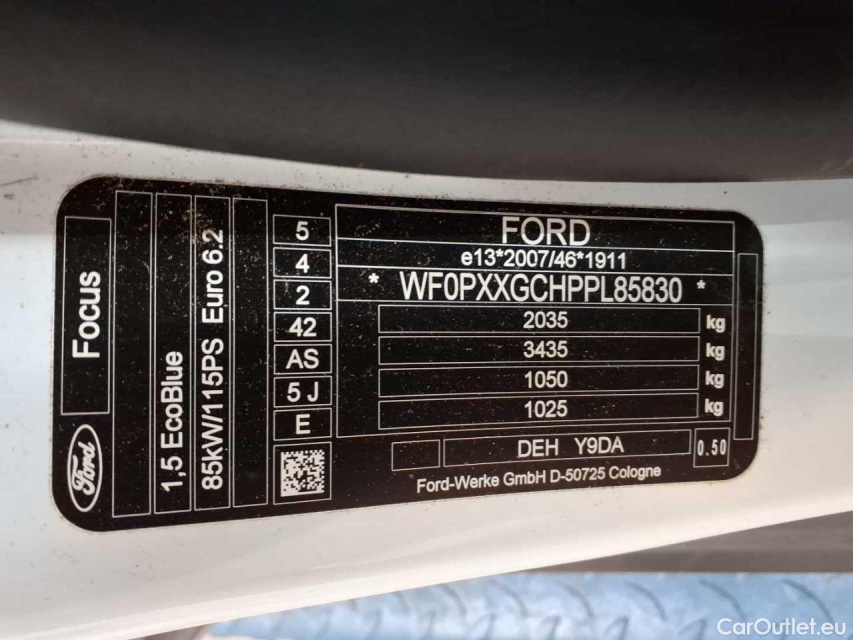 Focus
Ford
1,5 EcoBlue
85kW/115PS Euro 6.2
5
4
2
42
AS
5 J
E
FORD
e13*2007/46*1911
* WF0PXXGCHPPL85830 *
2035 kg
3435 kg
1050 kg
1025 kg
DEH Y9DA
0.50
Ford-Werke GmbH D-50725 Cologne
CarOutlet.eu